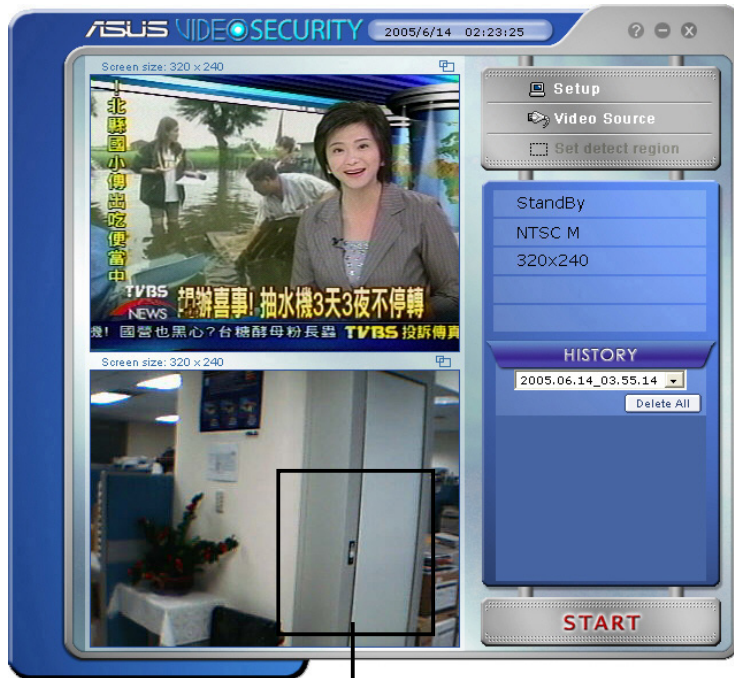 ASUS VIDEOSECURITY 2005/6/14 02:23:25
Screen size: 320 x 240
!北縣國小傳出吃便當中
TVBS
NEWS
辦喜事! 抽水機3天3夜不停轉
機! 國營也黑心?台糖酵母粉長蟲 TVBS 投訴傳真
Screen size: 320 x 240
Setup
Video Source
Set detect region
StandBy
NTSC M
320x240
HISTORY
2005.06.14_03.55.14
Delete All
START